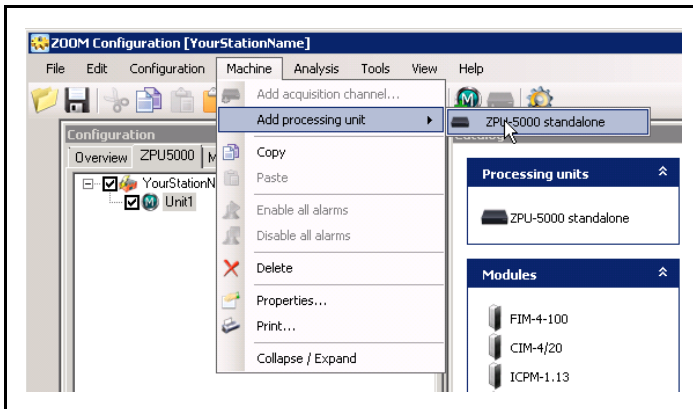 ZOOM Configuration [YourStationName]
File Edit Configuration Machine Analysis Tools View Help
Add acquisition channel...
Add processing unit
ZPU-5000 standalone
Configuration
Overview ZPU5000 M
YourStationN
Unit1
Copy
Paste
Enable all alarms
Disable all alarms
Delete
Properties...
Print...
Collapse / Expand
Processing units
ZPU-5000 standalone
Modules
FIM-4-100
CIM-4/20
ICPM-1.13